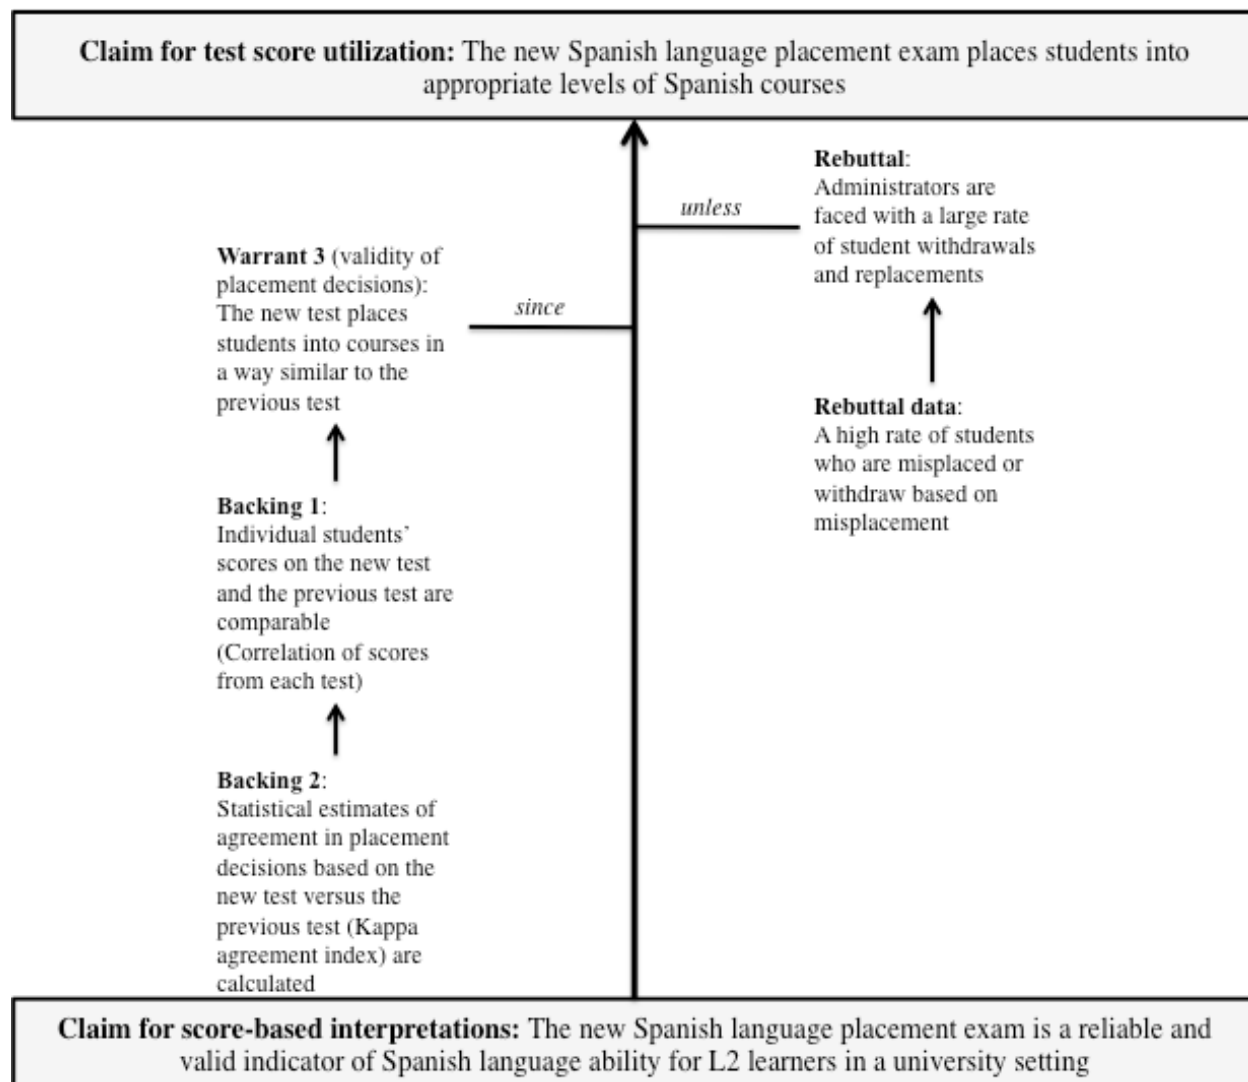 Claim for test score utilization: The new Spanish language placement exam places students into
appropriate levels of Spanish courses
Rebuttal:
Administrators are
faced with a large rate
of student withdrawals
and replacements
unless
Warrant 3 (validity of
placement decisions):
The new test places
students into courses in
a way similar to the
previous test
since
Rebuttal data:
A high rate of students
who are misplaced or
withdraw based on
misplacement
Backing 1:
Individual students’
scores on the new test
and the previous test are
comparable
(Correlation of scores
from each test)
Backing 2:
Statistical estimates of
agreement in placement
decisions based on the
new test versus the
previous test (Kappa
agreement index) are
calculated
Claim for score-based interpretations: The new Spanish language placement exam is a reliable and
valid indicator of Spanish language ability for L2 learners in a university setting